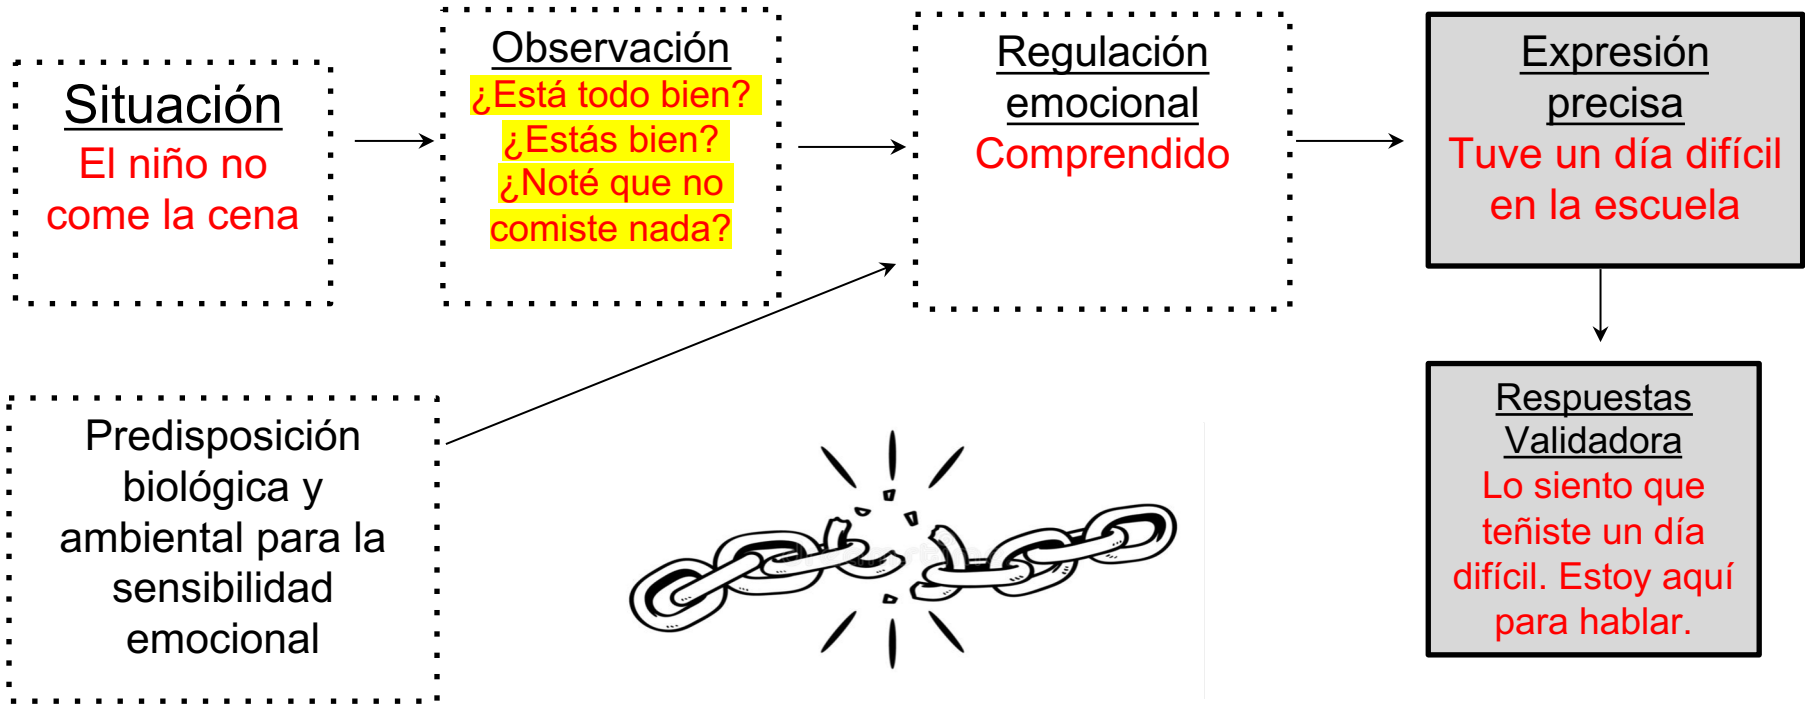 Situación
El niño no
come la cena
Observación
¿Está todo bien?
¿Estás bien?
¿Noté que no
comiste nada?
Regulación
emocional
Comprendido
Expresión
precisa
Tuve un día difícil
en la escuela
Predisposición
biológica y
ambiental para la
sensibilidad
emocional
Respuestas
Validadora
Lo siento que
teñiste un día
difícil. Estoy aquí
para hablar.